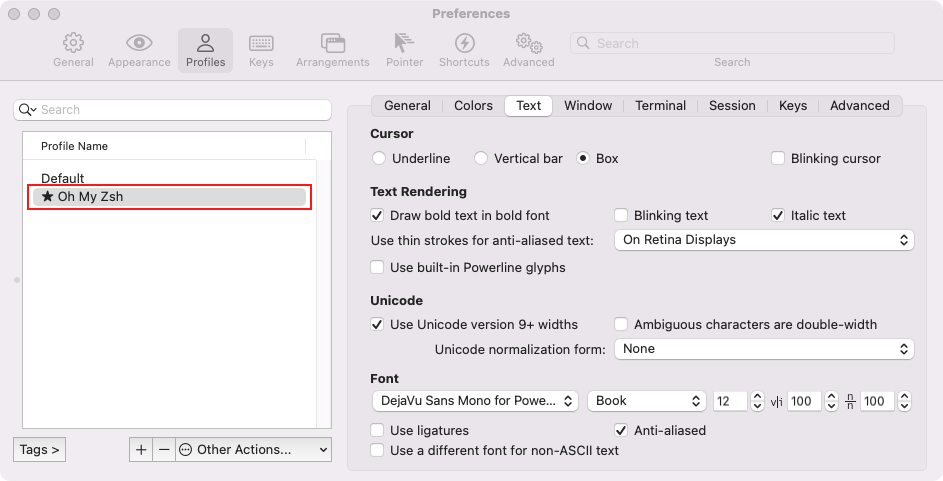 Preferences
General Appearance Profiles Keys Arrangements Pointer Shortcuts Advanced Search
Search
Search
General Colors Text Window Terminal Session Keys Advanced
Profile Name
Default
★ Oh My Zsh
Tags >
+ − Other Actions...
Cursor
Underline Vertical bar Box Blinking cursor
Text Rendering
Draw bold text in bold font Blinking text Italic text
Use thin strokes for anti-aliased text: On Retina Displays
Use built-in Powerline glyphs
Unicode
Use Unicode version 9+ widths Ambiguous characters are double-width
Unicode normalization form: None
Font
DejaVu Sans Mono for Powe... Book 12 v|i 100 n/n 100
Use ligatures Anti-aliased
Use a different font for non-ASCII text